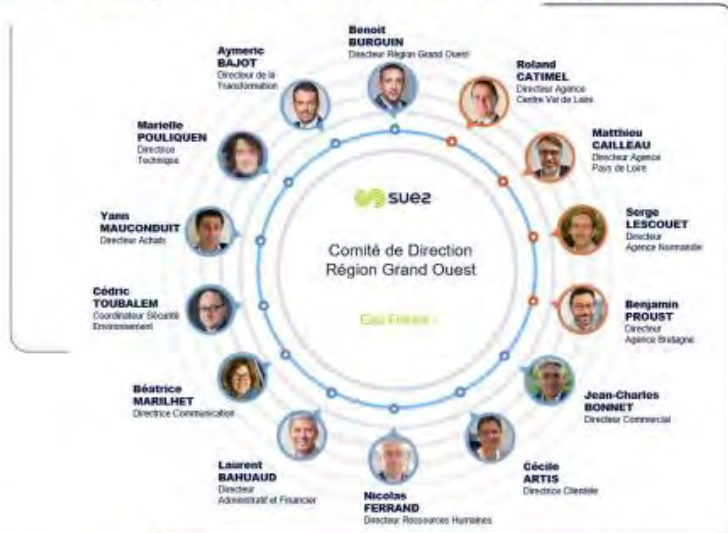 Benoit
BURGUIN
Directeur Région Grand Ouest
Roland
CATIMEL
Directeur Agence
Centre Val de Loire
Matthieu
CAILLEAU
Directeur Agence
Pays de Loire
Serge
LESCOUET
Directeur
Agence Normandie
Benjamin
PROUST
Directeur
Agence Bretagne
Jean-Charles
BONNET
Directeur Commercial
Cécile
ARTIS
Directrice Clientèle
Nicolas
FERRAND
Directeur Ressources Humaines
Laurent
BAHUAUD
Directeur
Administratif et Financier
Béatrice
MARILHET
Directrice Communication
Cédric
TOUBALEM
Coordinateur Sécurité
Environnement
Yann
MAUCONDUIT
Directeur Achats
Marielle
POULIQUEN
Directrice
Technique
Aymeric
BAJOT
Directeur de la
Transformation
suez
Comité de Direction
Région Grand Ouest
Eau France